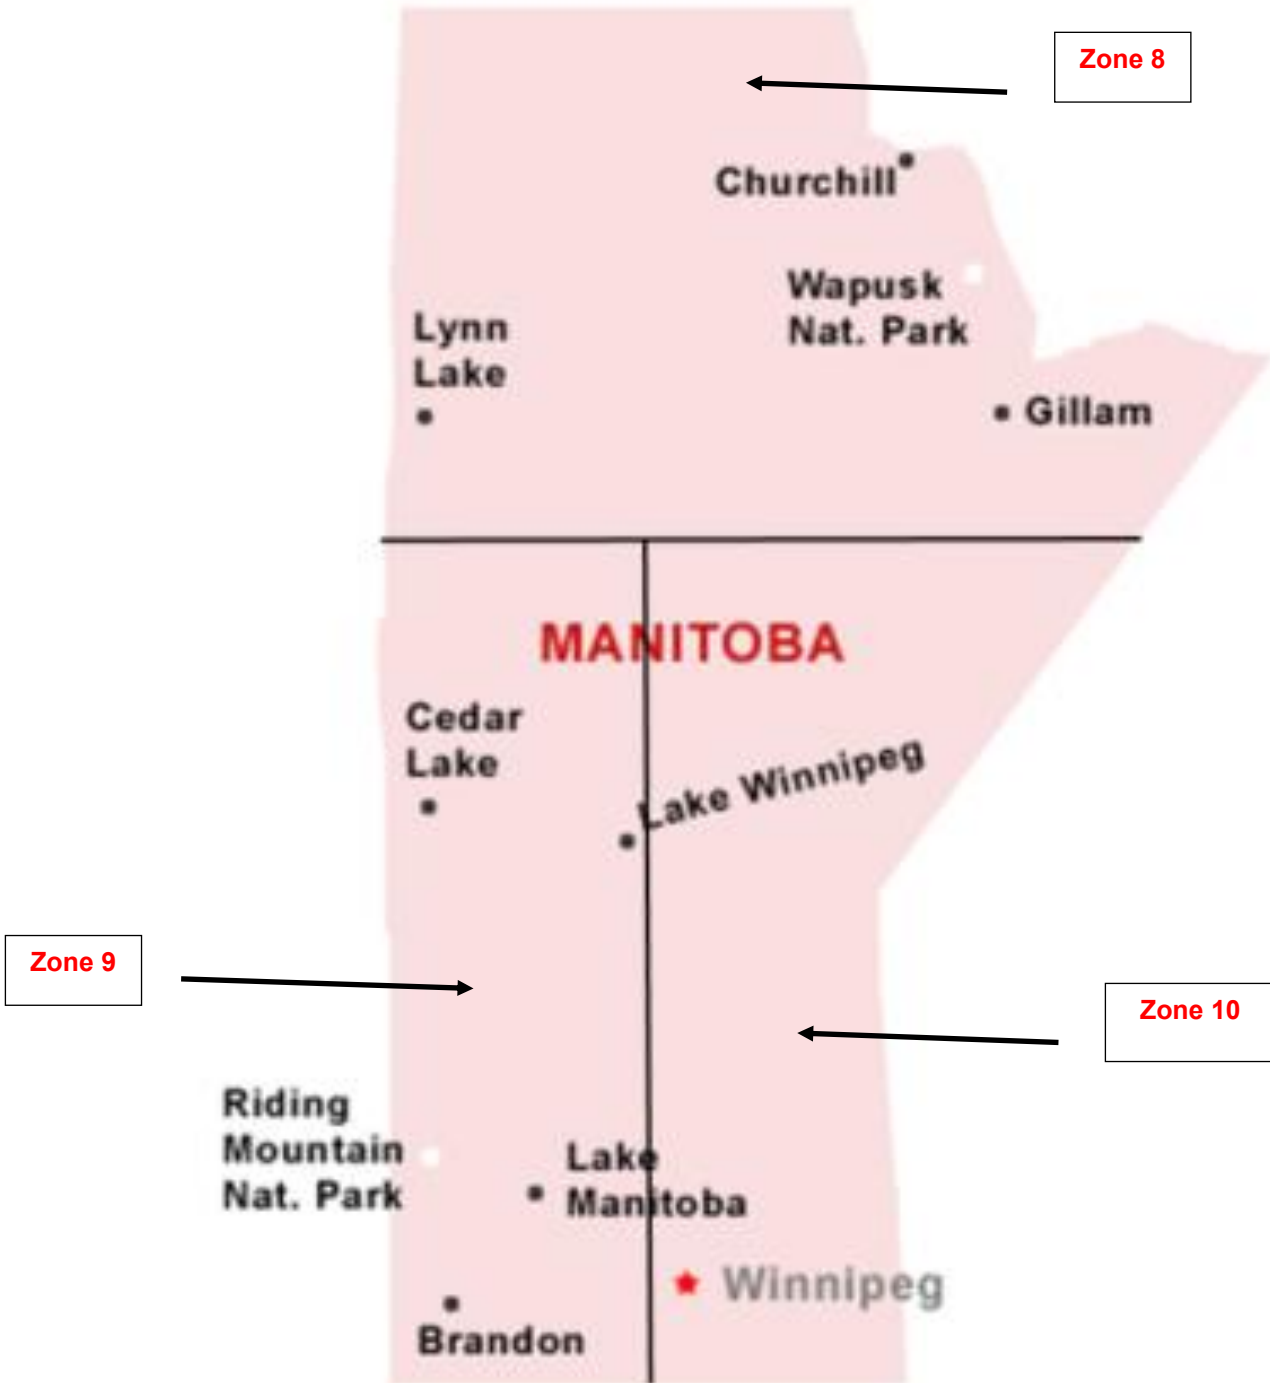 Zone 8
Churchill
Wapusk
Nat. Park
Lynn
Lake
Gillam
MANITOBA
Cedar
Lake
Lake Winnipeg
Zone 9
Zone 10
Riding
Mountain
Nat. Park
Lake
Manitoba
Winnipeg
Brandon